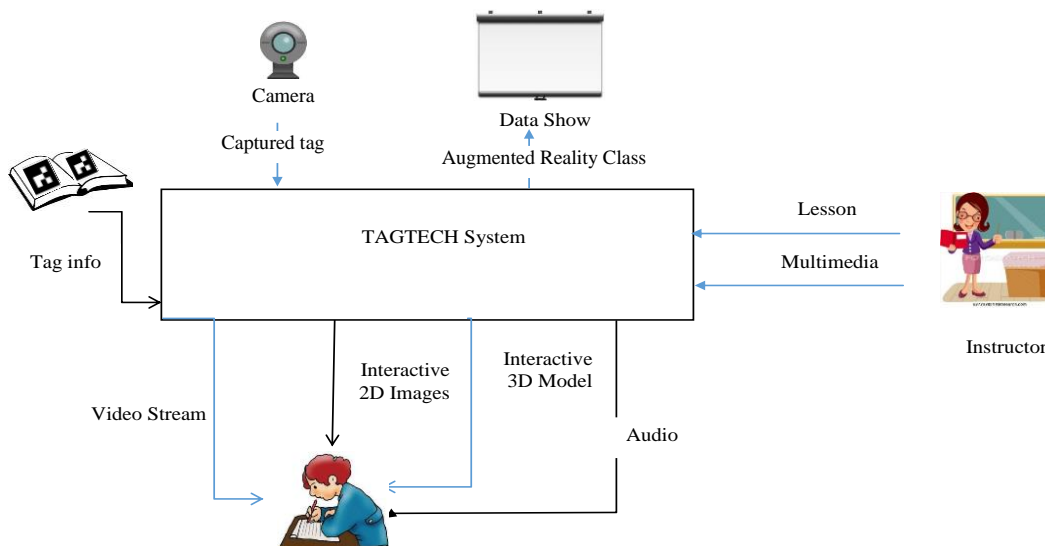 Camera
Data Show
Captured tag
Augmented Reality Class
TAGTECH System
Lesson
Tag info
Multimedia
Instructor
Interactive
2D Images
Interactive
3D Model
Video Stream
Audio